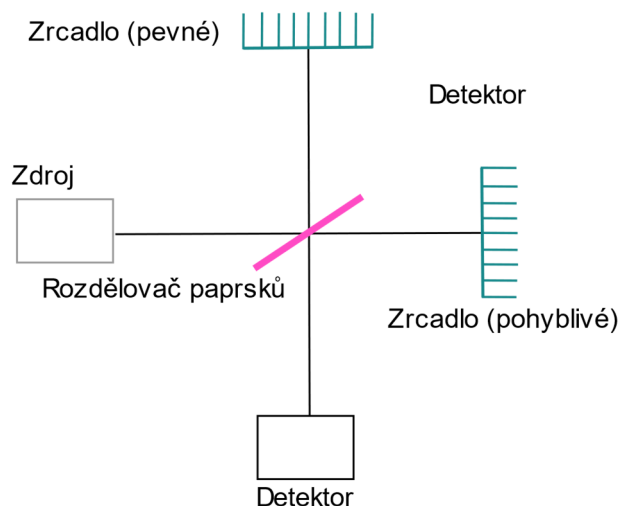 Zrcadlo (pevné)
Detektor
Zdroj
Rozdělovač paprsků
Zrcadlo (pohyblivé)
Detektor